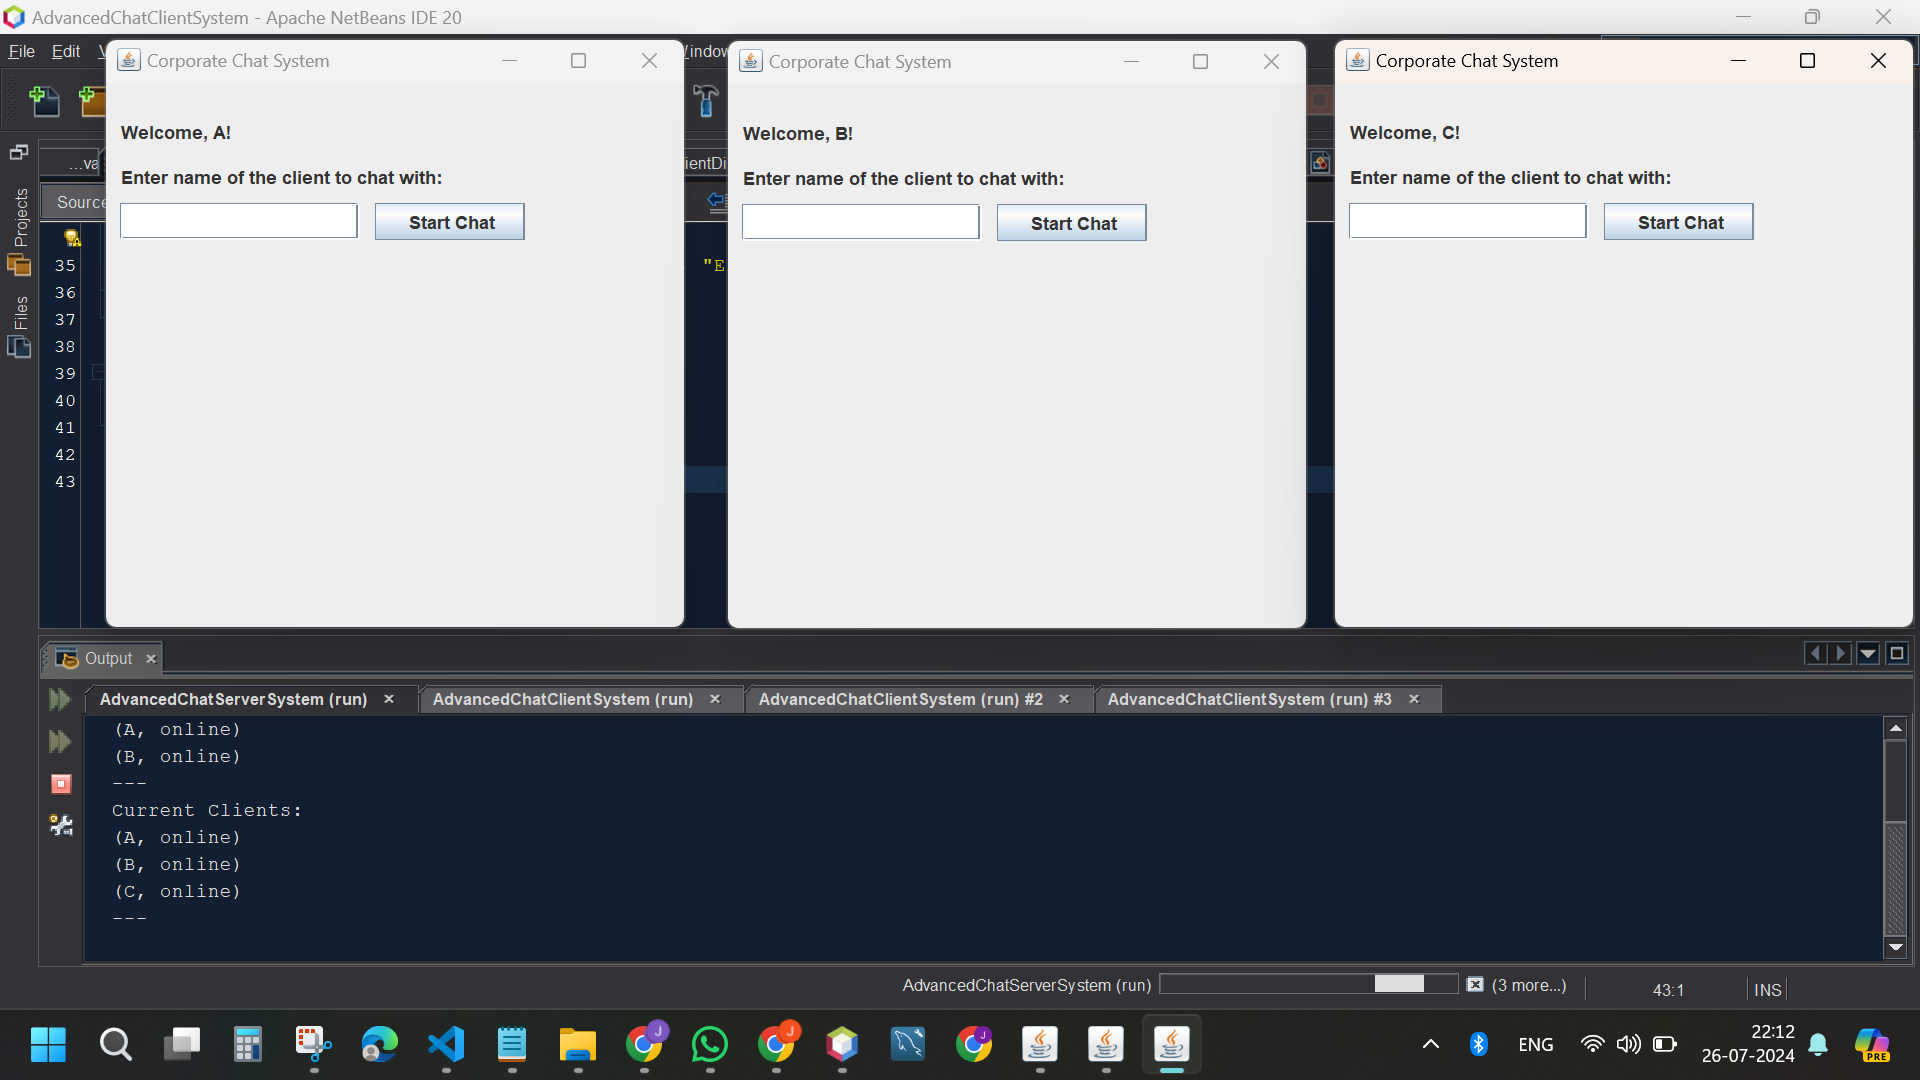 AdvancedChatClientSystem - Apache NetBeans IDE 20
File Edit
Corporate Chat System
Corporate Chat System
Corporate Chat System
Welcome, A!
Enter name of the client to chat with:
Start Chat
Welcome, B!
Enter name of the client to chat with:
Start Chat
Welcome, C!
Enter name of the client to chat with:
Start Chat
...va
ientDi
Source
Projects
Files
"E
35
36
37
38
39
40
41
42
43
Output
AdvancedChatServerSystem (run)
AdvancedChatClientSystem (run)
AdvancedChatClientSystem (run) #2
AdvancedChatClientSystem (run) #3
(A, online)
(B, online)
---
Current Clients:
(A, online)
(B, online)
(C, online)
---
AdvancedChatServerSystem (run)
(3 more...)
43:1
INS
J
J
J
ENG
22:12
26-07-2024
PRE